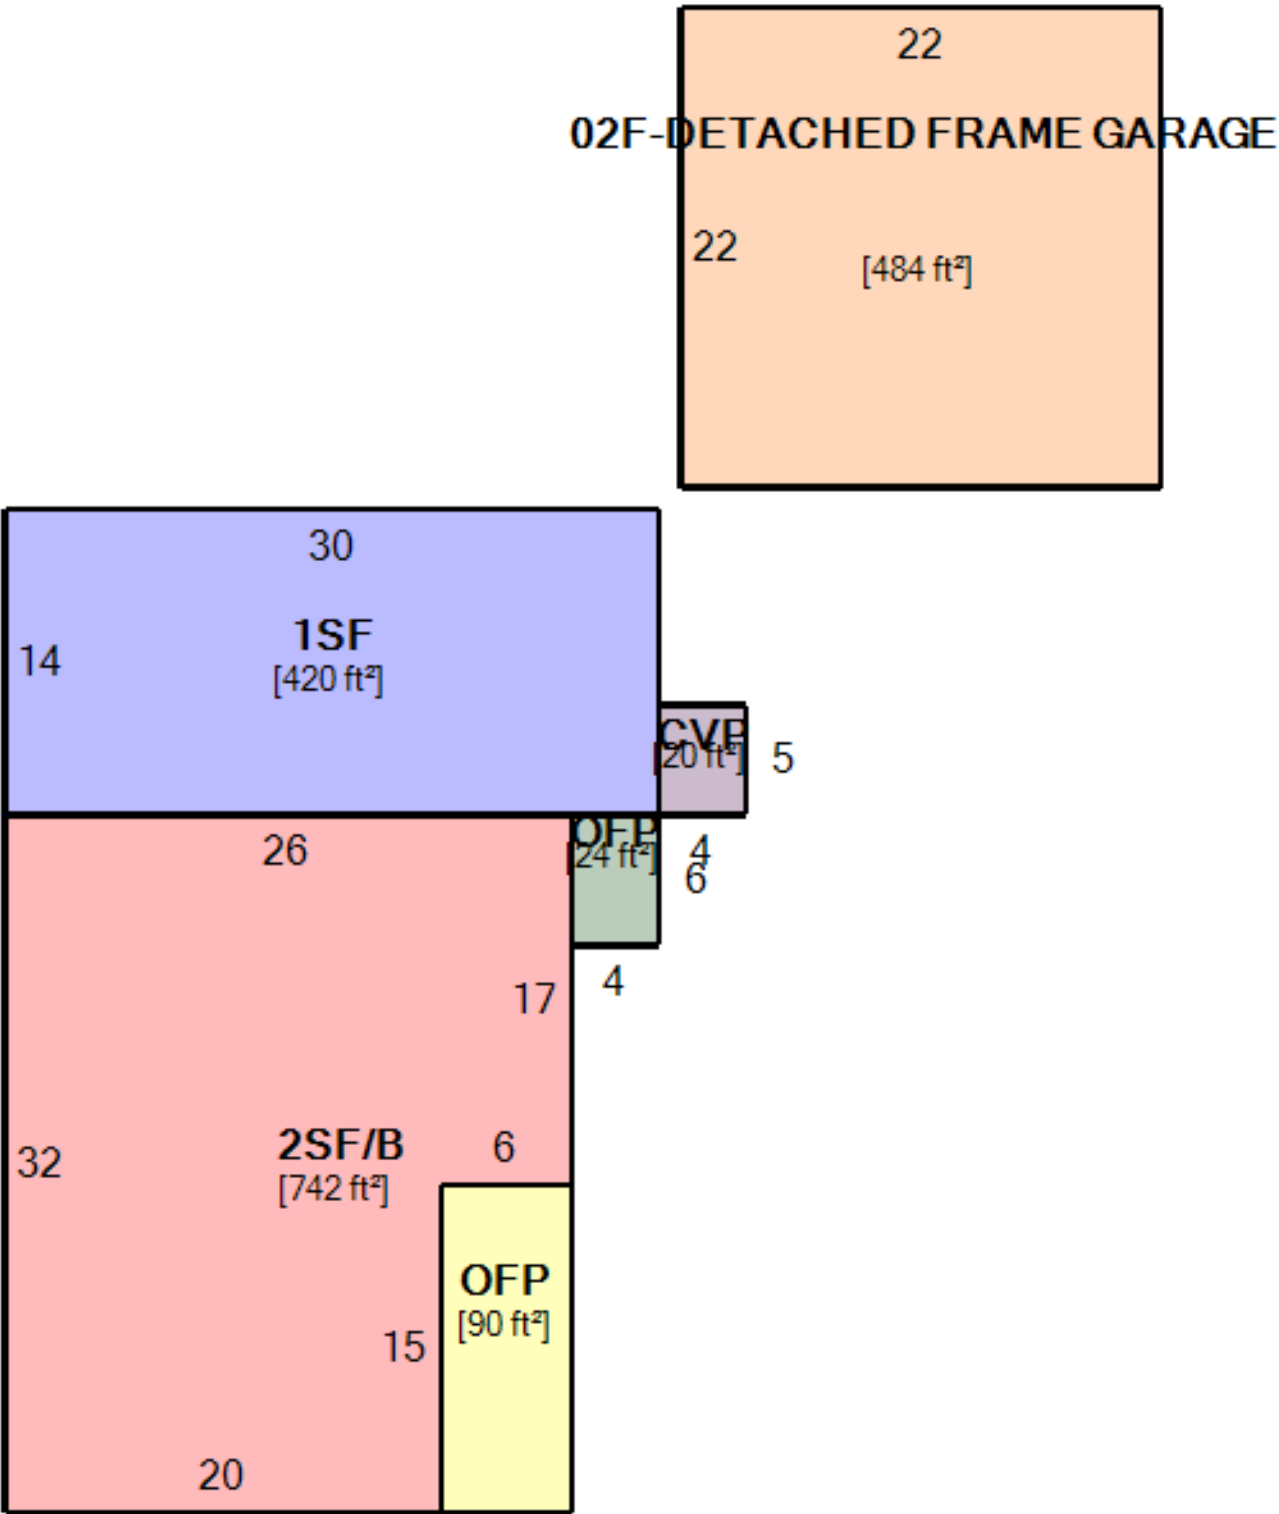 22
02F-DETACHED FRAME GARAGE
22
[484 ft²]
30
1SF
[420 ft²]
14
CVP
[20 ft²]
5
4
26
OFP
[24 ft²]
6
4
17
2SF/B
[742 ft²]
32
6
OFP
[90 ft²]
15
20